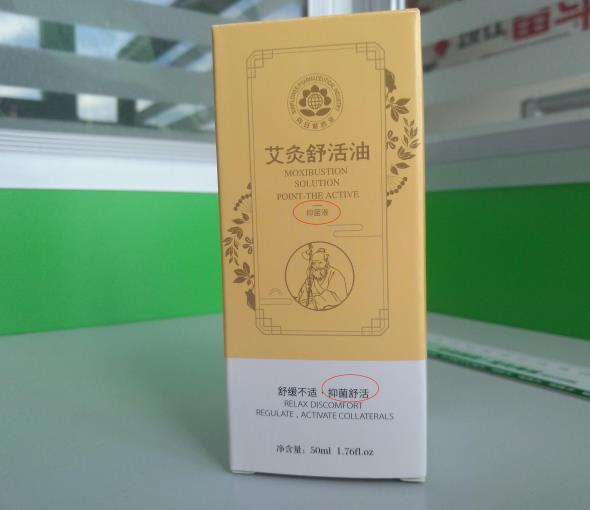 艾灸舒活油
MOXIBUSTION
SOLUTION
POINT-THE ACTIVE
抑菌液
舒缓不适·抑菌舒活
RELAX DISCOMFORT
REGULATE , ACTIVATE COLLATERALS
净含量：50ml 1.76fl.oz